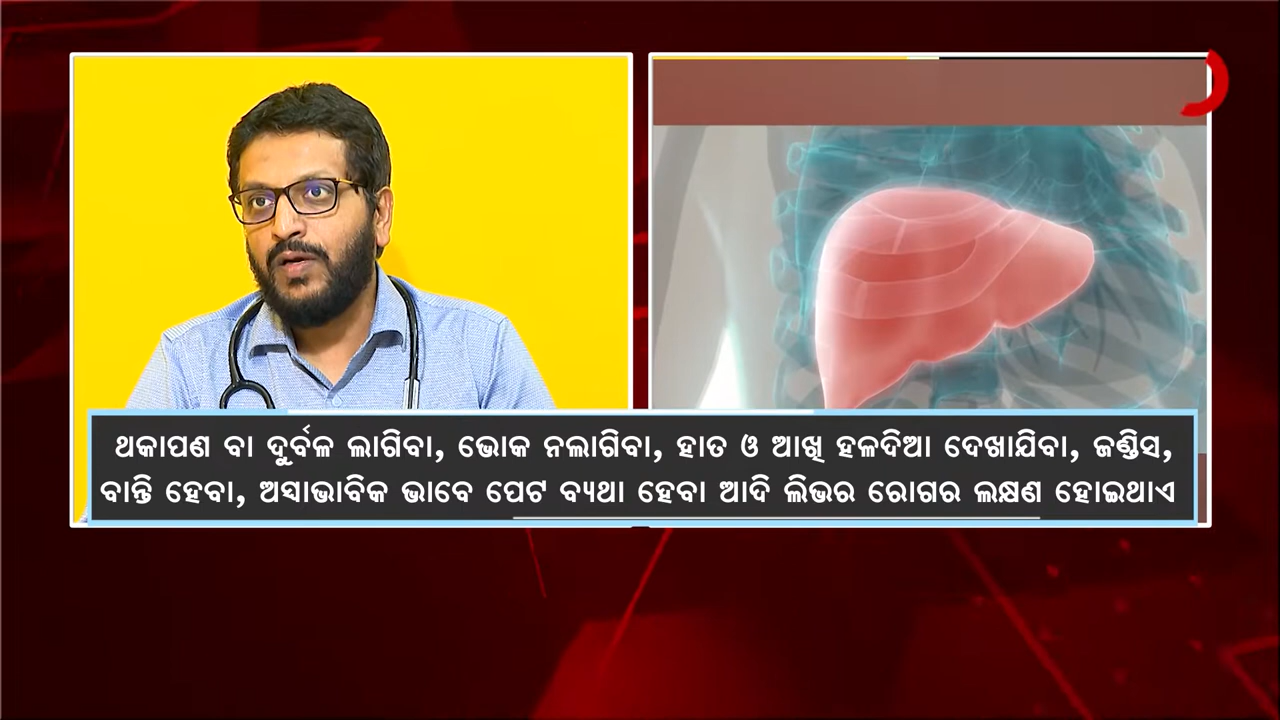 ଥକାପଣ ବା ଦୁର୍ବଳ ଲାଗିବା, ଭୋକ ନଲାଗିବା, ହାତ ଓ ଆଖି ହଳଦିଆ ଦେଖାଯିବା, ଜଣ୍ଡିସ,
ବାନ୍ତି ହେବା, ଅସ୍ୱାଭାବିକ ଭାବେ ପେଟ ବ୍ୟଥା ହେବା ଆଦି ଲିଭର ରୋଗର ଲକ୍ଷଣ ହୋଇଥାଏ